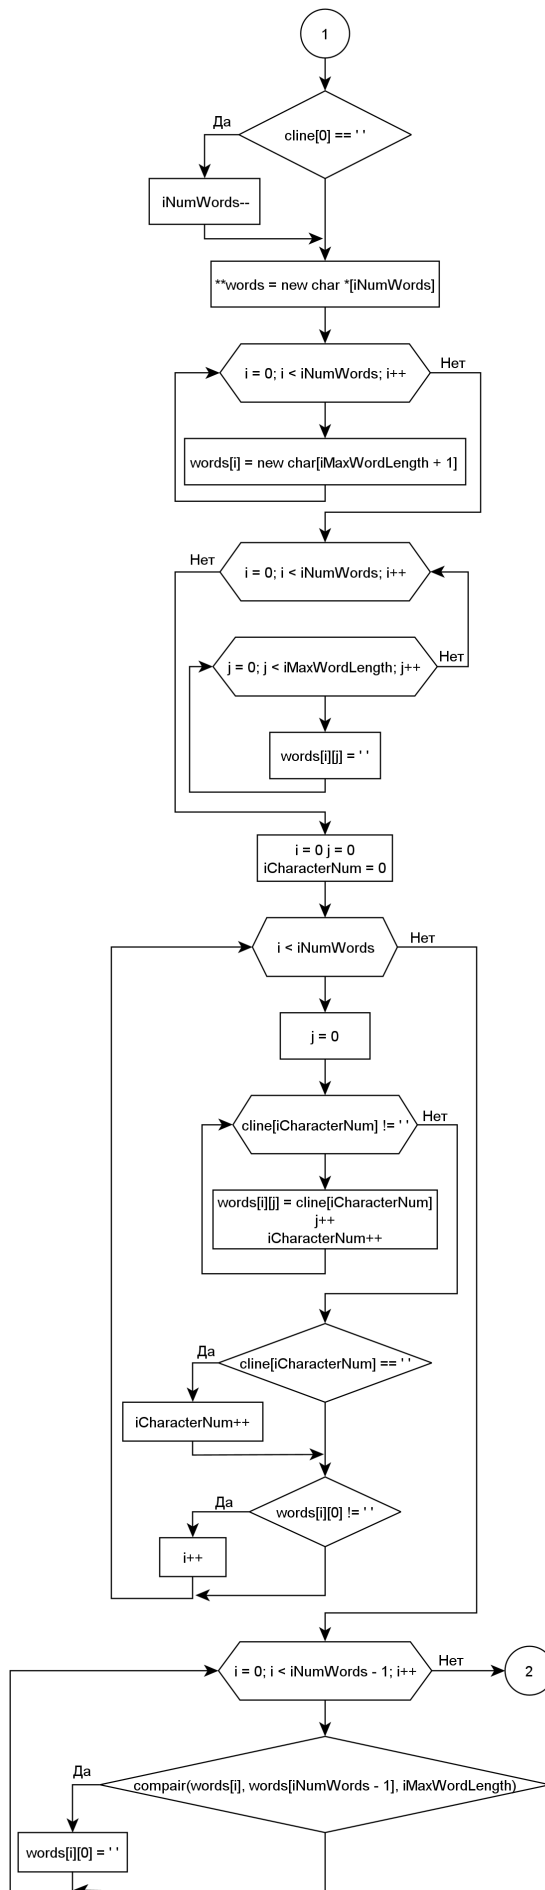 1
cline[0] == ' '
Да
iNumWords--
**words = new char *[iNumWords]
i = 0; i < iNumWords; i++
Нет
words[i] = new char[iMaxWordLength + 1]
Нет
i = 0; i < iNumWords; i++
j = 0; j < iMaxWordLength; j++
Нет
words[i][j] = ' '
i = 0 j = 0
iCharacterNum = 0
i < iNumWords
Нет
j = 0
cline[iCharacterNum] != ' '
Нет
words[i][j] = cline[iCharacterNum]
j++
iCharacterNum++
Да
cline[iCharacterNum] == ' '
iCharacterNum++
Да
words[i][0] != ' '
i++
i = 0; i < iNumWords - 1; i++
Нет
2
Да
compair(words[i], words[iNumWords - 1], iMaxWordLength)
words[i][0] = ' '